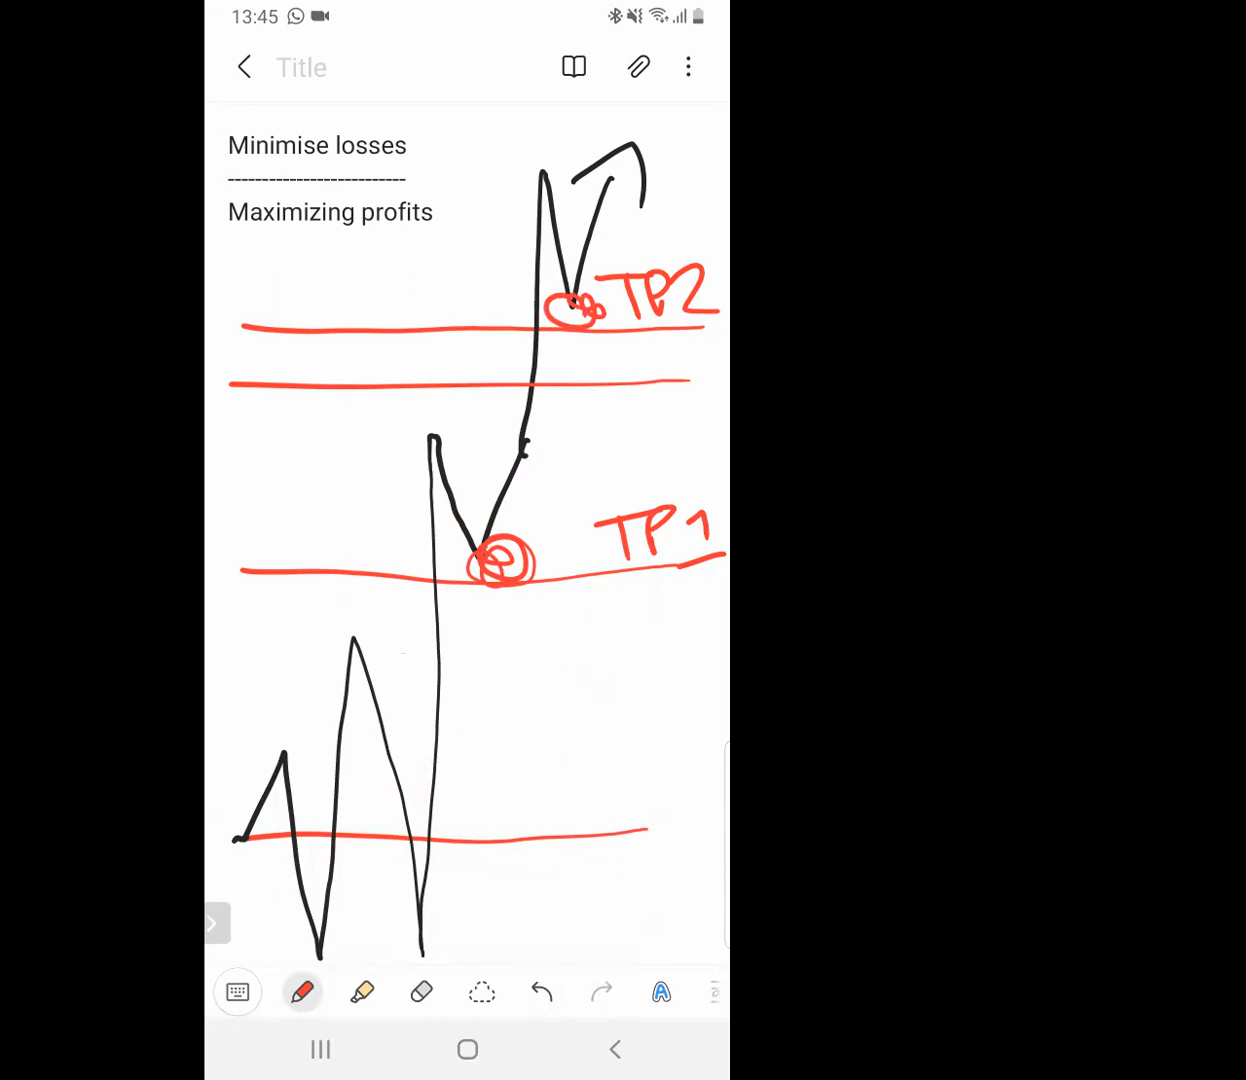 13:45
Title
Minimise losses
--------------------------
Maximizing profits
TP2
TP1
A